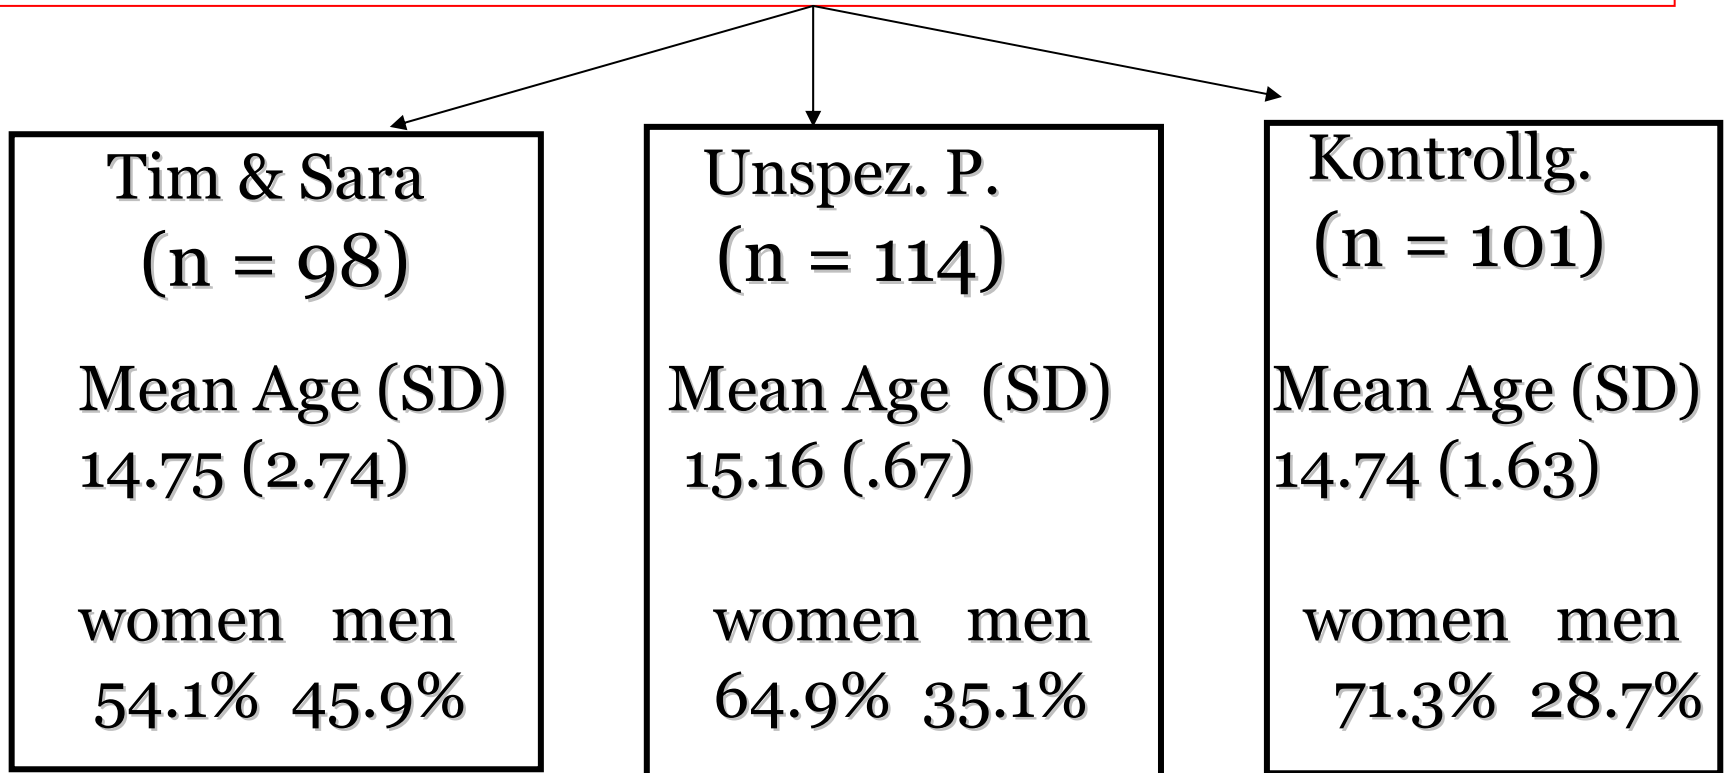 Tim & Sara
(n = 98)
Mean Age (SD)
14.75 (2.74)
women men
54.1% 45.9%
Unspez. P.
(n = 114)
Mean Age (SD)
15.16 (.67)
women men
64.9% 35.1%
Kontrollg.
(n = 101)
Mean Age (SD)
14.74 (1.63)
women men
71.3% 28.7%